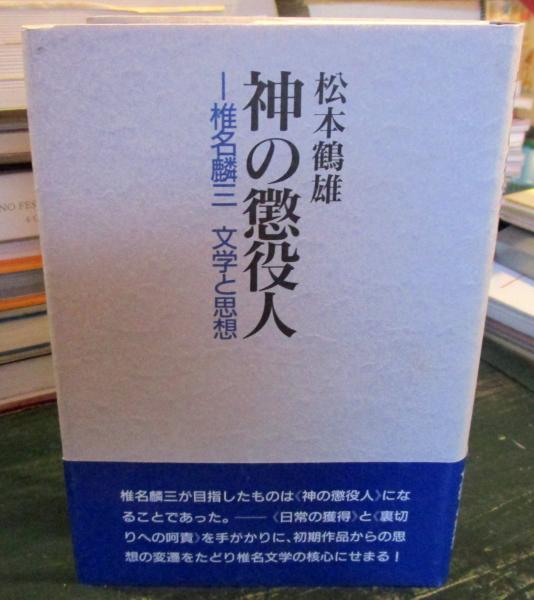 松本鶴雄
神の懲役人
ー椎名麟三 文学と思想
椎名麟三が目指したものは《神の懲役人》にな
ることであった。――《日常の獲得》と《裏切
りへの呵責》を手がかりに、初期作品からの思
想の変遷をたどり椎名文学の核心にせまる!
NO FES